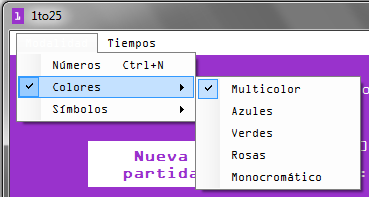 1to25
Tiempos
Números Ctrl+N
Colores
Símbolos
Multicolor
Azules
Verdes
Rosas
Monocromático
Nueva
partida